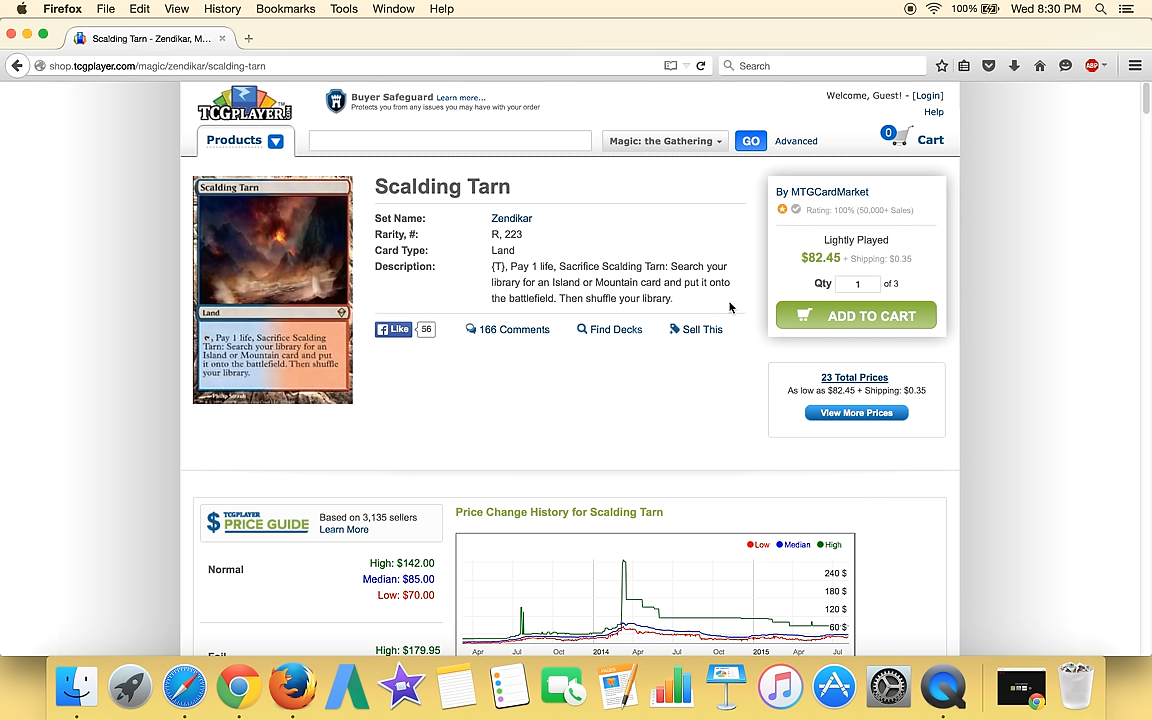 Firefox File Edit View History Bookmarks Tools Window Help 100% Wed 8:30 PM
Scalding Tarn - Zendikar, M...
shop.tcgplayer.com/magic/zendikar/scalding-tarn Search ABP
TCGPLAYER.COM
Buyer Safeguard Learn more...
Protects you from any issues you may have with your order
Welcome, Guest! - [Login]
Help
Products Magic: the Gathering GO Advanced 0 Cart
Scalding Tarn
Land
, Pay 1 life, Sacrifice Scalding
Tarn: Search your library for an
Island or Mountain card and put
it onto the battlefield. Then shuffle
your library.
Scalding Tarn
Set Name: Zendikar
Rarity, #: R, 223
Card Type: Land
Description: {T}, Pay 1 life, Sacrifice Scalding Tarn: Search your
library for an Island or Mountain card and put it onto
the battlefield. Then shuffle your library.
Like 56 166 Comments Find Decks Sell This
By MTGCardMarket
Rating: 100% (50,000+ Sales)
Lightly Played
$82.45 + Shipping: $0.35
Qty 1 of 3
ADD TO CART
23 Total Prices
As low as $82.45 + Shipping: $0.35
View More Prices
TCGPLAYER
PRICE GUIDE
Based on 3,135 sellers
Learn More
Normal
High: $142.00
Median: $85.00
Low: $70.00
Foil
High: $179.95
Price Change History for Scalding Tarn
Low Median High
240 $
180 $
120 $
60 $
Apr Jul Oct 2014 Apr Jul Oct 2015 Apr Jul